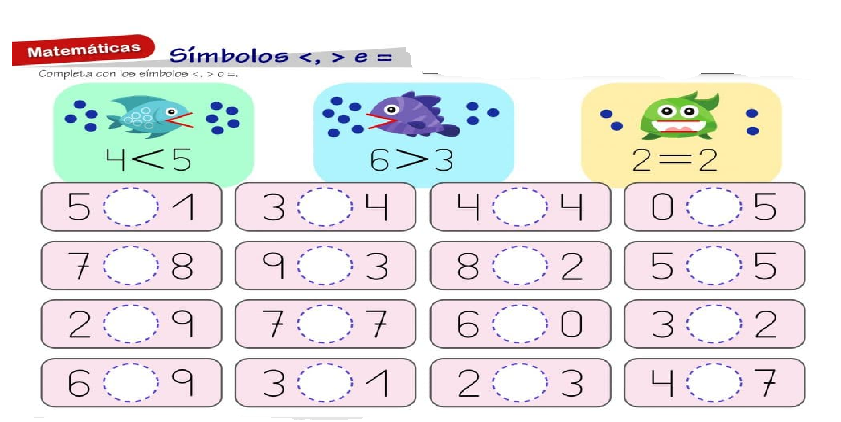 Matemáticas
Símbolos <, > e =
Completa con los símbolos <, > o =.
4<5 6>3 2=2
5 1 3 4 4 4 0 5
7 8 9 3 8 2 5 5
2 9 7 7 6 0 3 2
6 9 3 1 2 3 4 7